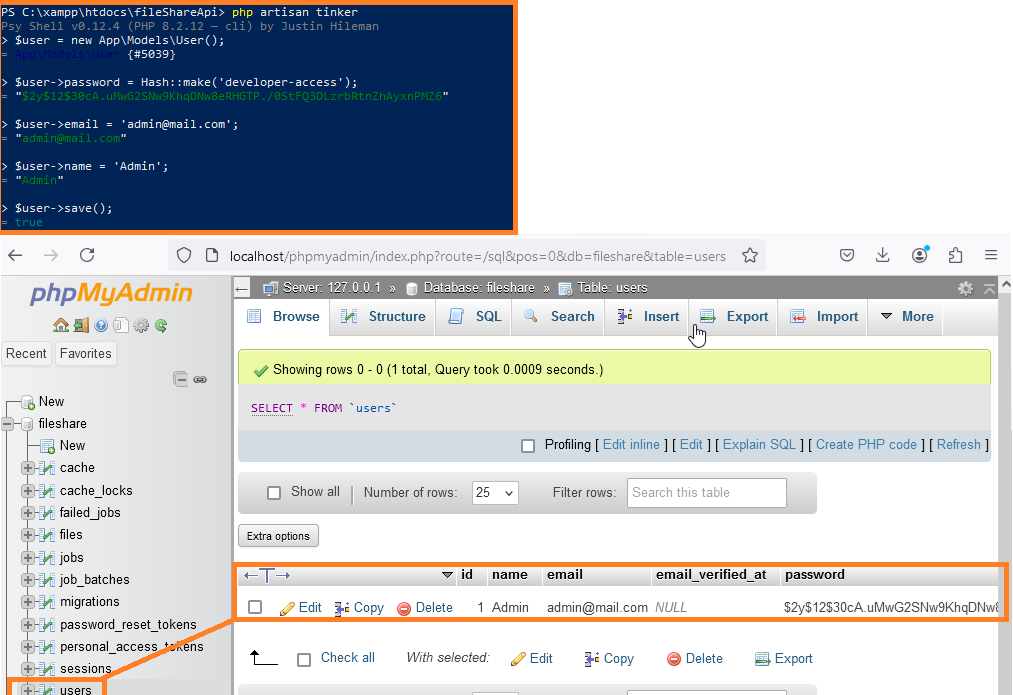 PS C:\xampp\htdocs\fileShareApi> php artisan tinker
Psy Shell v0.12.4 (PHP 8.2.12 — cli) by Justin Hileman
> $user = new App\Models\User();
= App\Models\User {#5039}
> $user->password = Hash::make('developer-access');
= "$2y$12$30cA.uMwG2SNw9KhqDNw8eRHGTP./0StFQ3DLzrbRtnZhAyxnPMZ6"
> $user->email = 'admin@mail.com';
= "admin@mail.com"
> $user->name = 'Admin';
= "Admin"
> $user->save();
= true
localhost/phpmyadmin/index.php?route=/sql&pos=0&db=fileshare&table=users
phpMyAdmin
Recent Favorites
New
fileshare
New
cache
cache_locks
failed_jobs
files
jobs
job_batches
migrations
password_reset_tokens
personal_access_tokens
sessions
users
Server: 127.0.0.1 » Database: fileshare » Table: users
Browse Structure SQL Search Insert Export Import More
Showing rows 0 - 0 (1 total, Query took 0.0009 seconds.)
SELECT * FROM `users`
Profiling [ Edit inline ] [ Edit ] [ Explain SQL ] [ Create PHP code ] [ Refresh ]
Show all Number of rows: 25 Filter rows: Search this table
Extra options
id name email email_verified_at password
Edit Copy Delete 1 Admin admin@mail.com NULL $2y$12$30cA.uMwG2SNw9KhqDNw8
Check all With selected: Edit Copy Delete Export